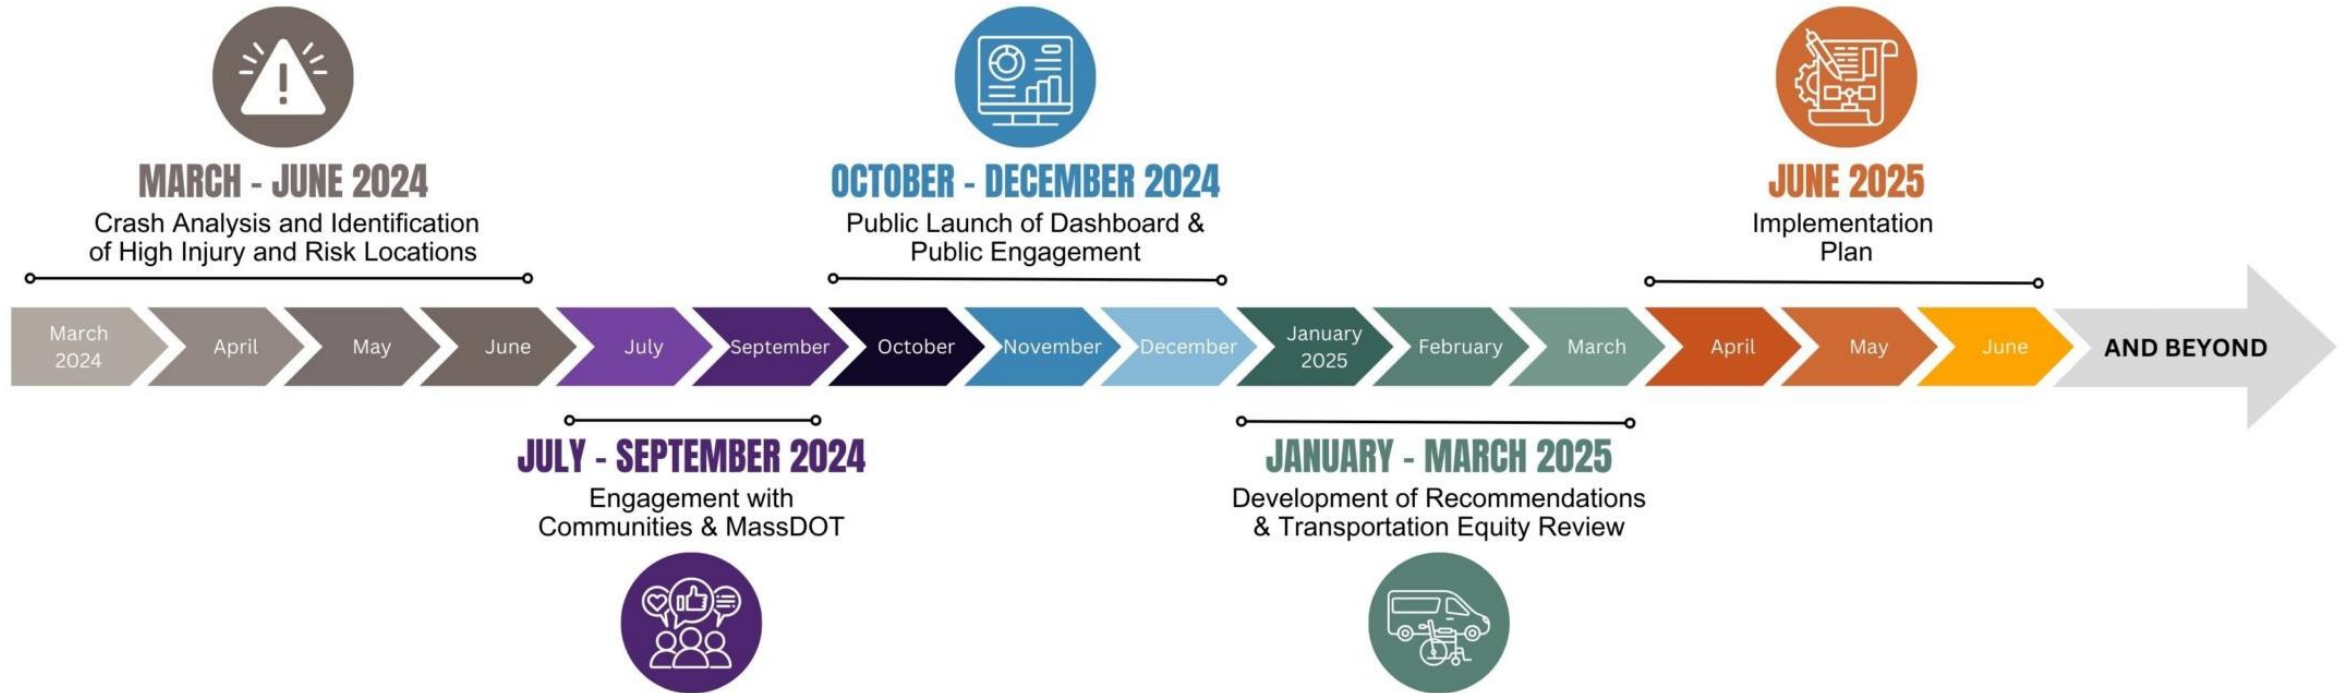 MARCH - JUNE 2024
Crash Analysis and Identification
of High Injury and Risk Locations
OCTOBER - DECEMBER 2024
Public Launch of Dashboard &
Public Engagement
JUNE 2025
Implementation
Plan
March
2024
April
May
June
July
September
October
November
December
January
2025
February
March
April
May
June
AND BEYOND
JULY - SEPTEMBER 2024
Engagement with
Communities & MassDOT
JANUARY - MARCH 2025
Development of Recommendations
& Transportation Equity Review